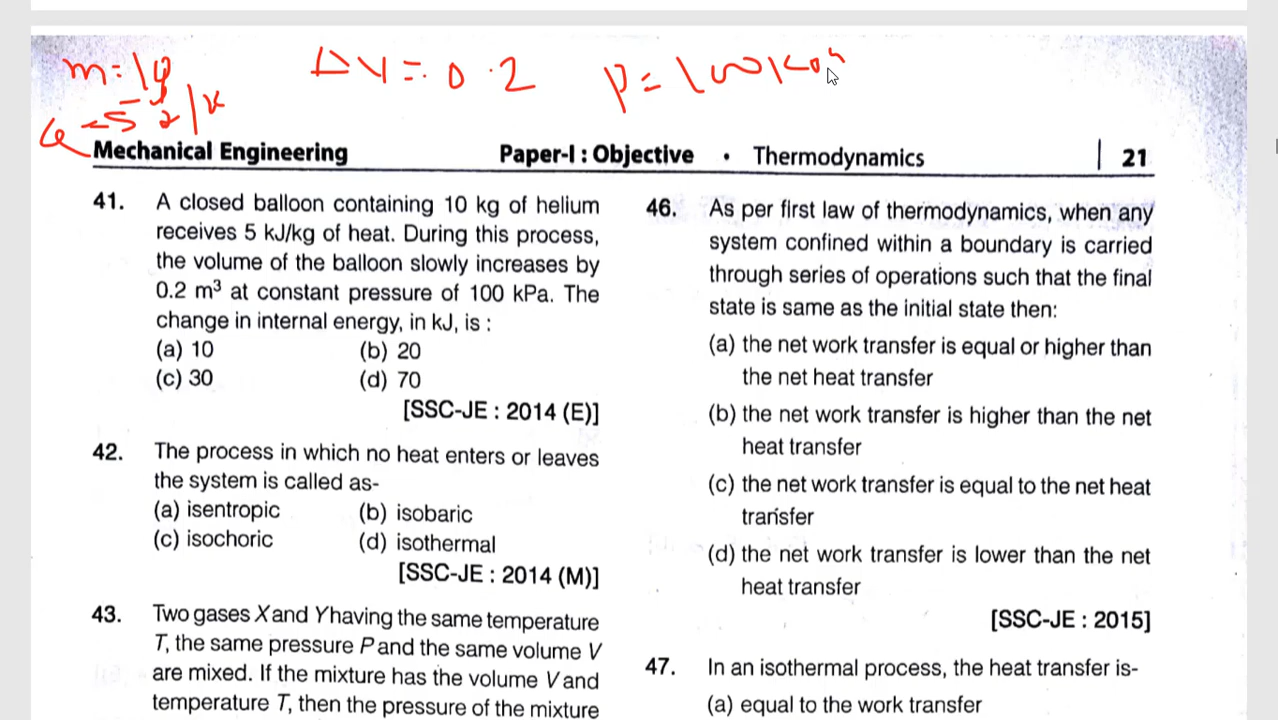 ΔV = 0.2
Mechanical Engineering Paper-I : Objective • Thermodynamics | 21
41. A closed balloon containing 10 kg of helium
receives 5 kJ/kg of heat. During this process,
the volume of the balloon slowly increases by
0.2 m³ at constant pressure of 100 kPa. The
change in internal energy, in kJ, is :
(a) 10 (b) 20
(c) 30 (d) 70
[SSC-JE : 2014 (E)]
42. The process in which no heat enters or leaves
the system is called as-
(a) isentropic (b) isobaric
(c) isochoric (d) isothermal
[SSC-JE : 2014 (M)]
43. Two gases X and Y having the same temperature
T, the same pressure P and the same volume V
are mixed. If the mixture has the volume V and
temperature T, then the pressure of the mixture
46. As per first law of thermodynamics, when any
system confined within a boundary is carried
through series of operations such that the final
state is same as the initial state then:
(a) the net work transfer is equal or higher than
the net heat transfer
(b) the net work transfer is higher than the net
heat transfer
(c) the net work transfer is equal to the net heat
transfer
(d) the net work transfer is lower than the net
heat transfer
[SSC-JE : 2015]
47. In an isothermal process, the heat transfer is-
(a) equal to the work transfer